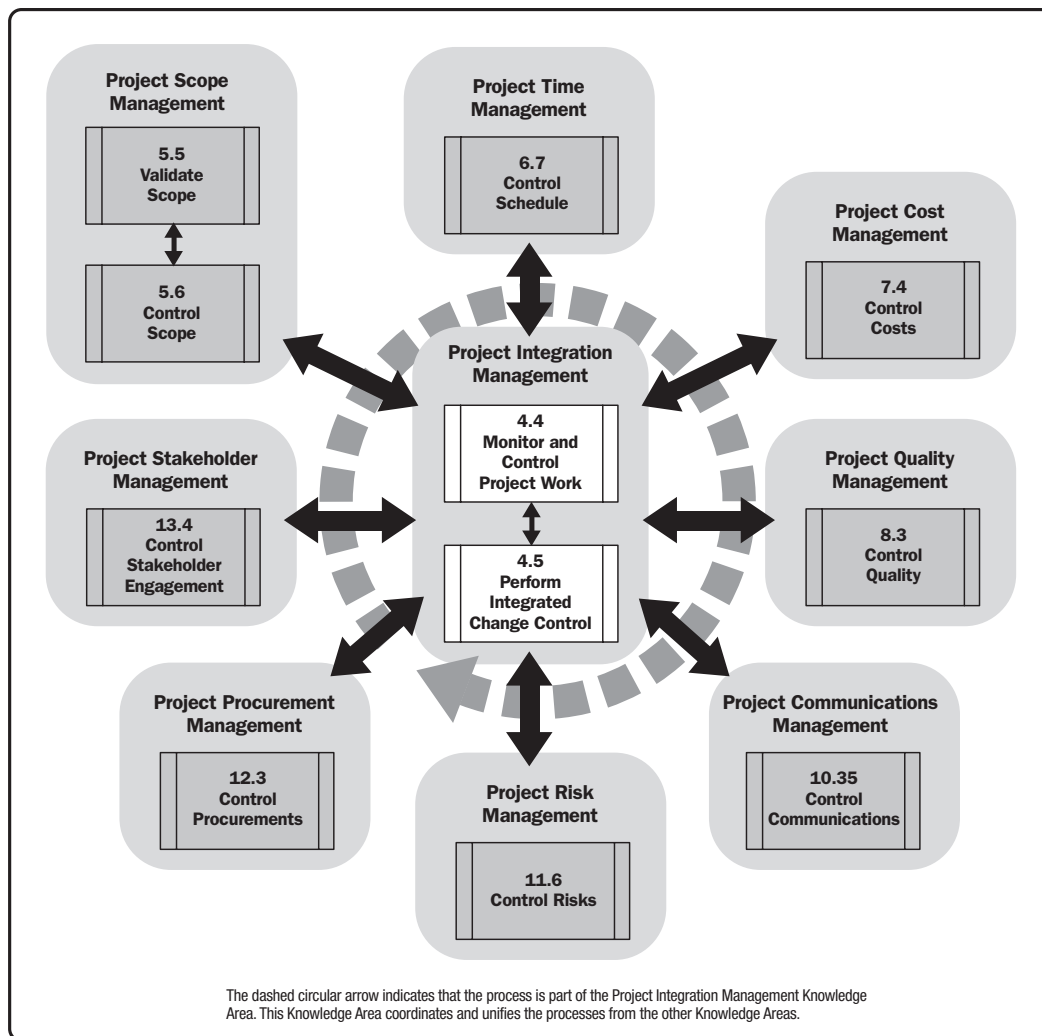 Project Scope
Management
5.5
Validate
Scope
5.6
Control
Scope
Project Time
Management
6.7
Control
Schedule
Project Cost
Management
7.4
Control
Costs
Project Integration
Management
4.4
Monitor and
Control
Project Work
4.5
Perform
Integrated
Change Control
Project Stakeholder
Management
13.4
Control
Stakeholder
Engagement
Project Quality
Management
8.3
Control
Quality
Project Procurement
Management
12.3
Control
Procurements
Project Risk
Management
11.6
Control Risks
Project Communications
Management
10.35
Control
Communications
The dashed circular arrow indicates that the process is part of the Project Integration Management Knowledge
Area. This Knowledge Area coordinates and unifies the processes from the other Knowledge Areas.